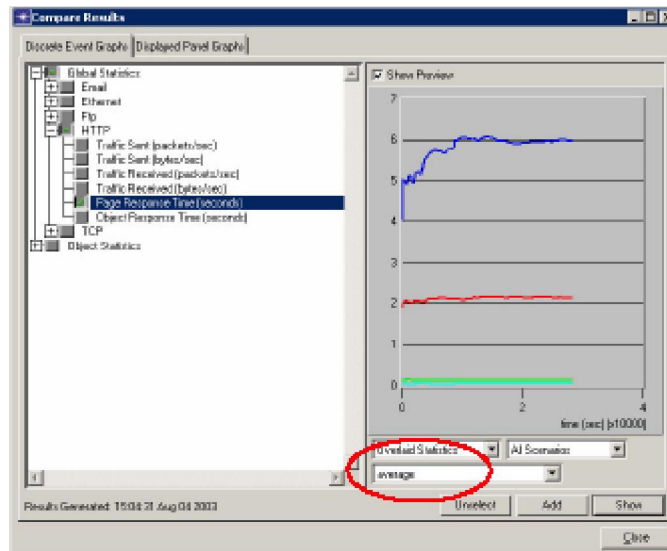 Compare Results
Discrete Event Graphs
Displayed Panel Graphs
Global Statistics
Email
Ethernet
Ftp
HTTP
Traffic Sent (packets/sec)
Traffic Sent (bytes/sec)
Traffic Received (packets/sec)
Traffic Received (bytes/sec)
Page Response Time (seconds)
Object Response Time (seconds)
TCP
Object Statistics
Show Preview
7
6
5
4
3
2
1
0
0 2 4
time (sec) (x10000)
Overlaid Statistics
All Scenarios
average
Results Generated: 15:04:31 Aug 04 2003
Unselect
Add
Show
Close